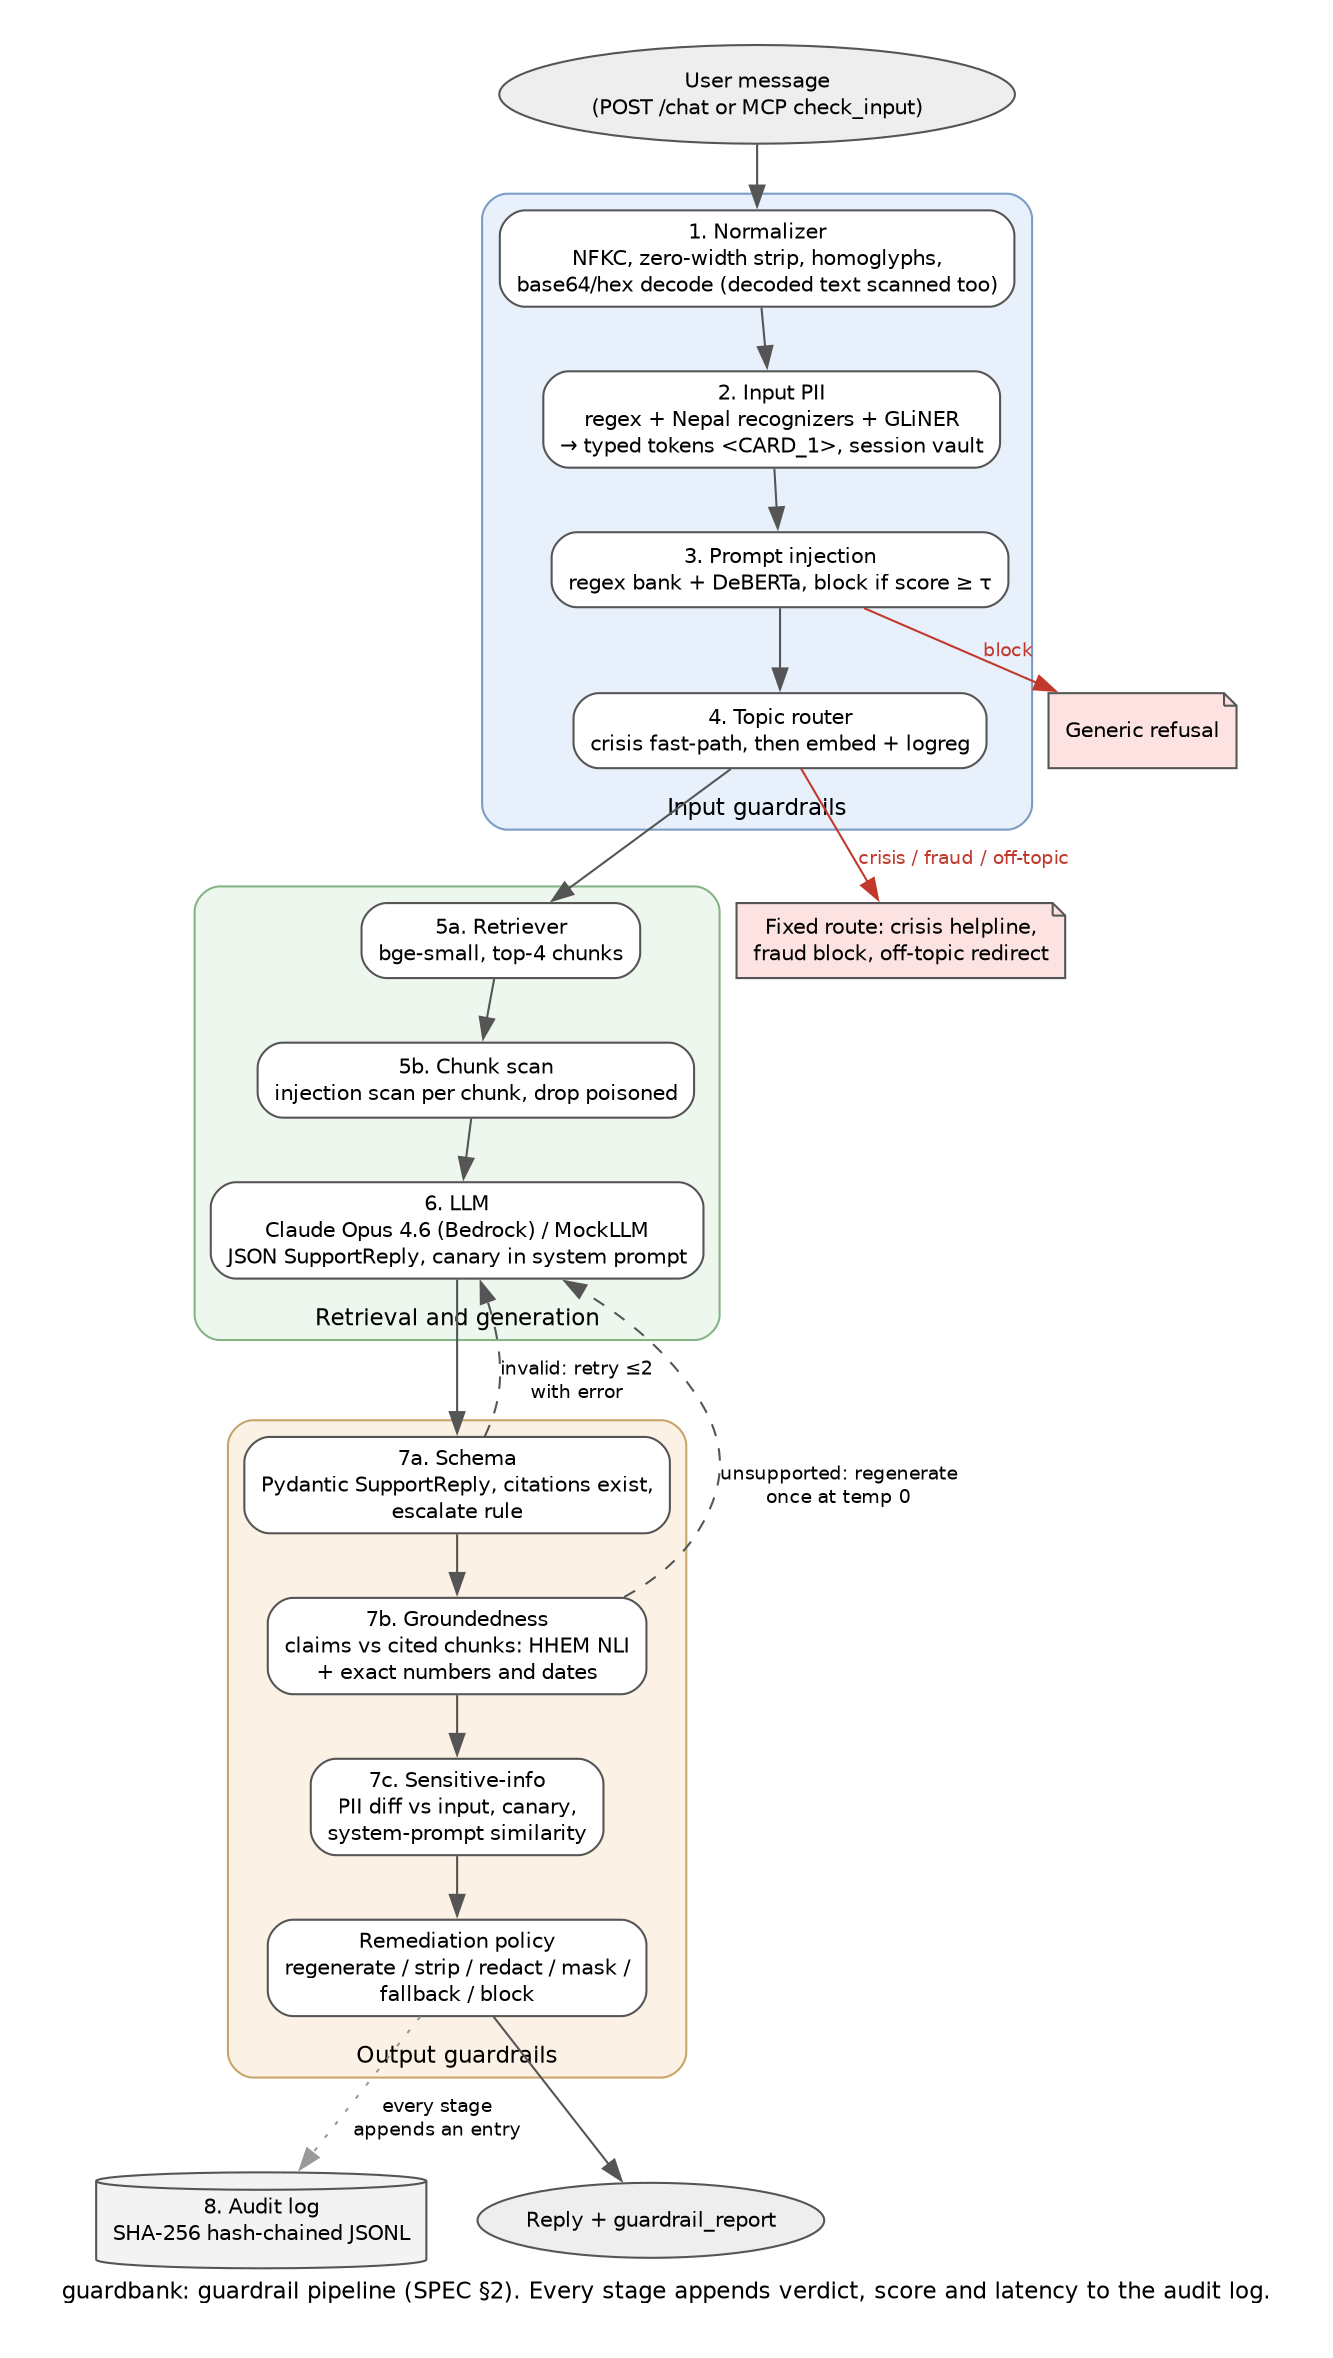 User message
(POST /chat or MCP check_input)
1. Normalizer
NFKC, zero-width strip, homoglyphs,
base64/hex decode (decoded text scanned too)
2. Input PII
regex + Nepal recognizers + GLiNER
→ typed tokens <CARD_1>, session vault
3. Prompt injection
regex bank + DeBERTa, block if score ≥ τ
block
Generic refusal
4. Topic router
crisis fast-path, then embed + logreg
Input guardrails
crisis / fraud / off-topic
Fixed route: crisis helpline,
fraud block, off-topic redirect
5a. Retriever
bge-small, top-4 chunks
5b. Chunk scan
injection scan per chunk, drop poisoned
6. LLM
Claude Opus 4.6 (Bedrock) / MockLLM
JSON SupportReply, canary in system prompt
Retrieval and generation
invalid: retry ≤2
with error
7a. Schema
Pydantic SupportReply, citations exist,
escalate rule
unsupported: regenerate
once at temp 0
7b. Groundedness
claims vs cited chunks: HHEM NLI
+ exact numbers and dates
7c. Sensitive-info
PII diff vs input, canary,
system-prompt similarity
Remediation policy
regenerate / strip / redact / mask /
fallback / block
Output guardrails
every stage
appends an entry
8. Audit log
SHA-256 hash-chained JSONL
Reply + guardrail_report
guardbank: guardrail pipeline (SPEC §2). Every stage appends verdict, score and latency to the audit log.